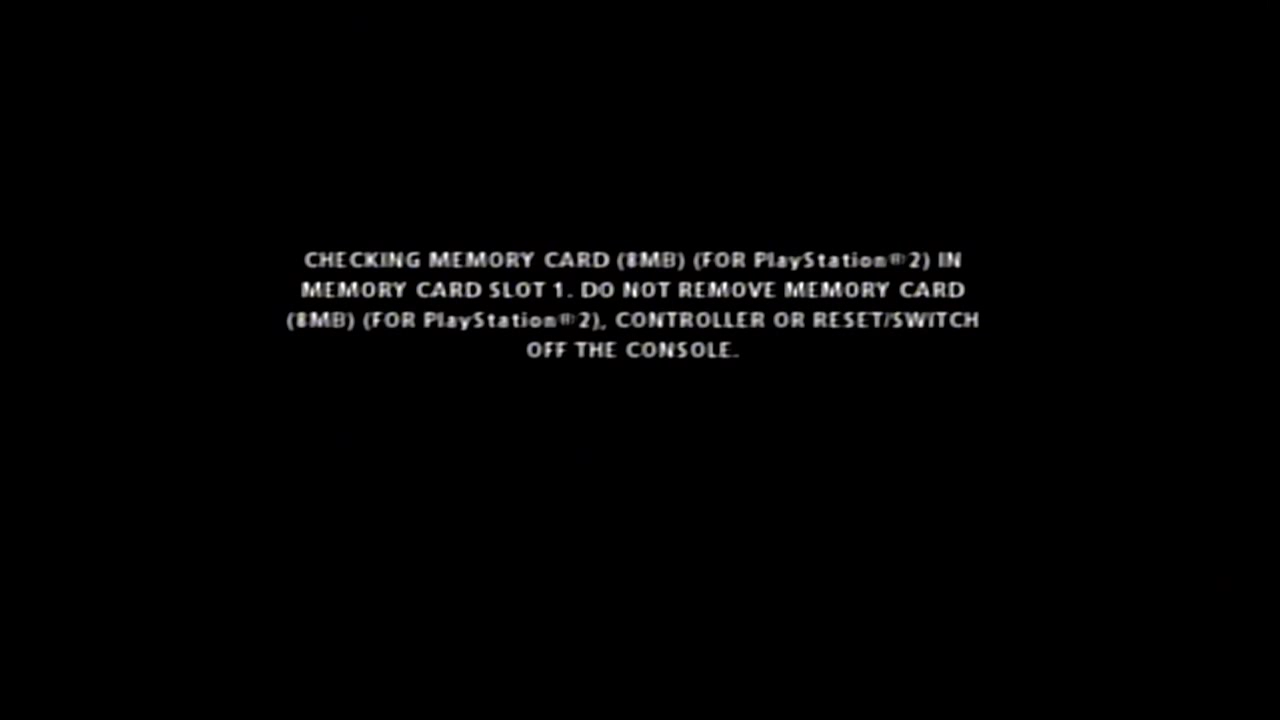 CHECKING MEMORY CARD (8MB) (FOR PlayStation®2) IN
MEMORY CARD SLOT 1. DO NOT REMOVE MEMORY CARD
(8MB) (FOR PlayStation®2), CONTROLLER OR RESET/SWITCH
OFF THE CONSOLE.